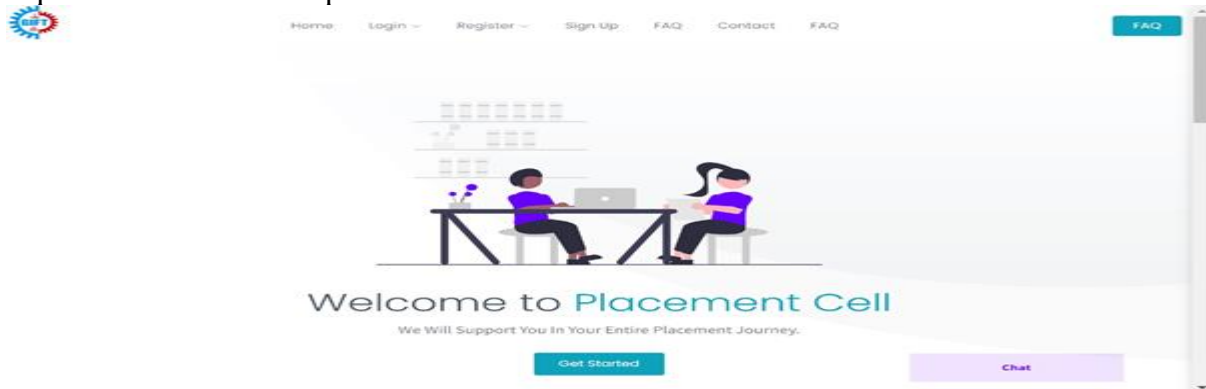 GIFT
Home Login Register Sign Up FAQ Contact FAQ FAQ
Welcome to Placement Cell
We Will Support You In Your Entire Placement Journey.
Get Started
Chat